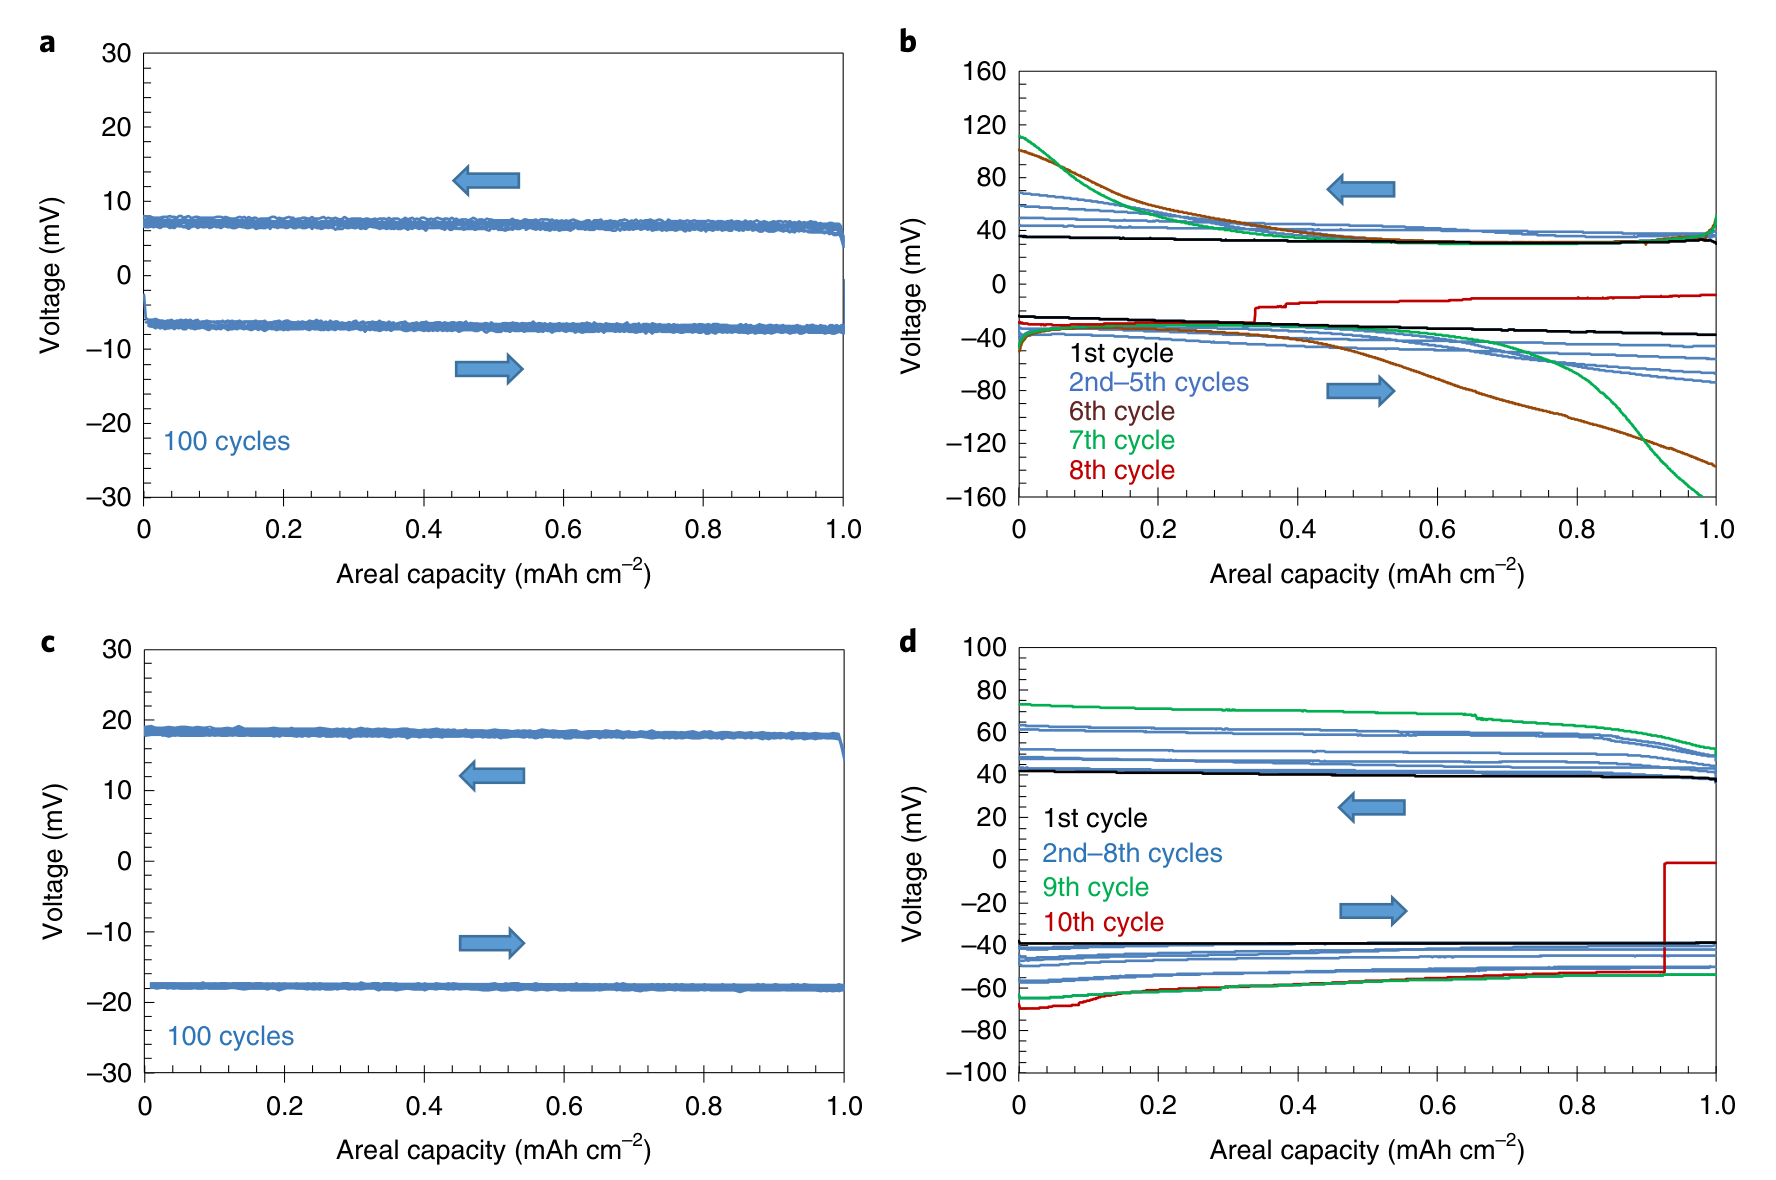 a
30
20
10
0
−10
−20
−30
Voltage (mV)
100 cycles
0 0.2 0.4 0.6 0.8 1.0
Areal capacity (mAh cm−2)
b
160
120
80
40
0
−40
−80
−120
−160
Voltage (mV)
1st cycle
2nd–5th cycles
6th cycle
7th cycle
8th cycle
0 0.2 0.4 0.6 0.8 1.0
Areal capacity (mAh cm−2)
c
30
20
10
0
−10
−20
−30
Voltage (mV)
100 cycles
0 0.2 0.4 0.6 0.8 1.0
Areal capacity (mAh cm−2)
d
100
80
60
40
20
0
−20
−40
−60
−80
−100
Voltage (mV)
1st cycle
2nd–8th cycles
9th cycle
10th cycle
0 0.2 0.4 0.6 0.8 1.0
Areal capacity (mAh cm−2)